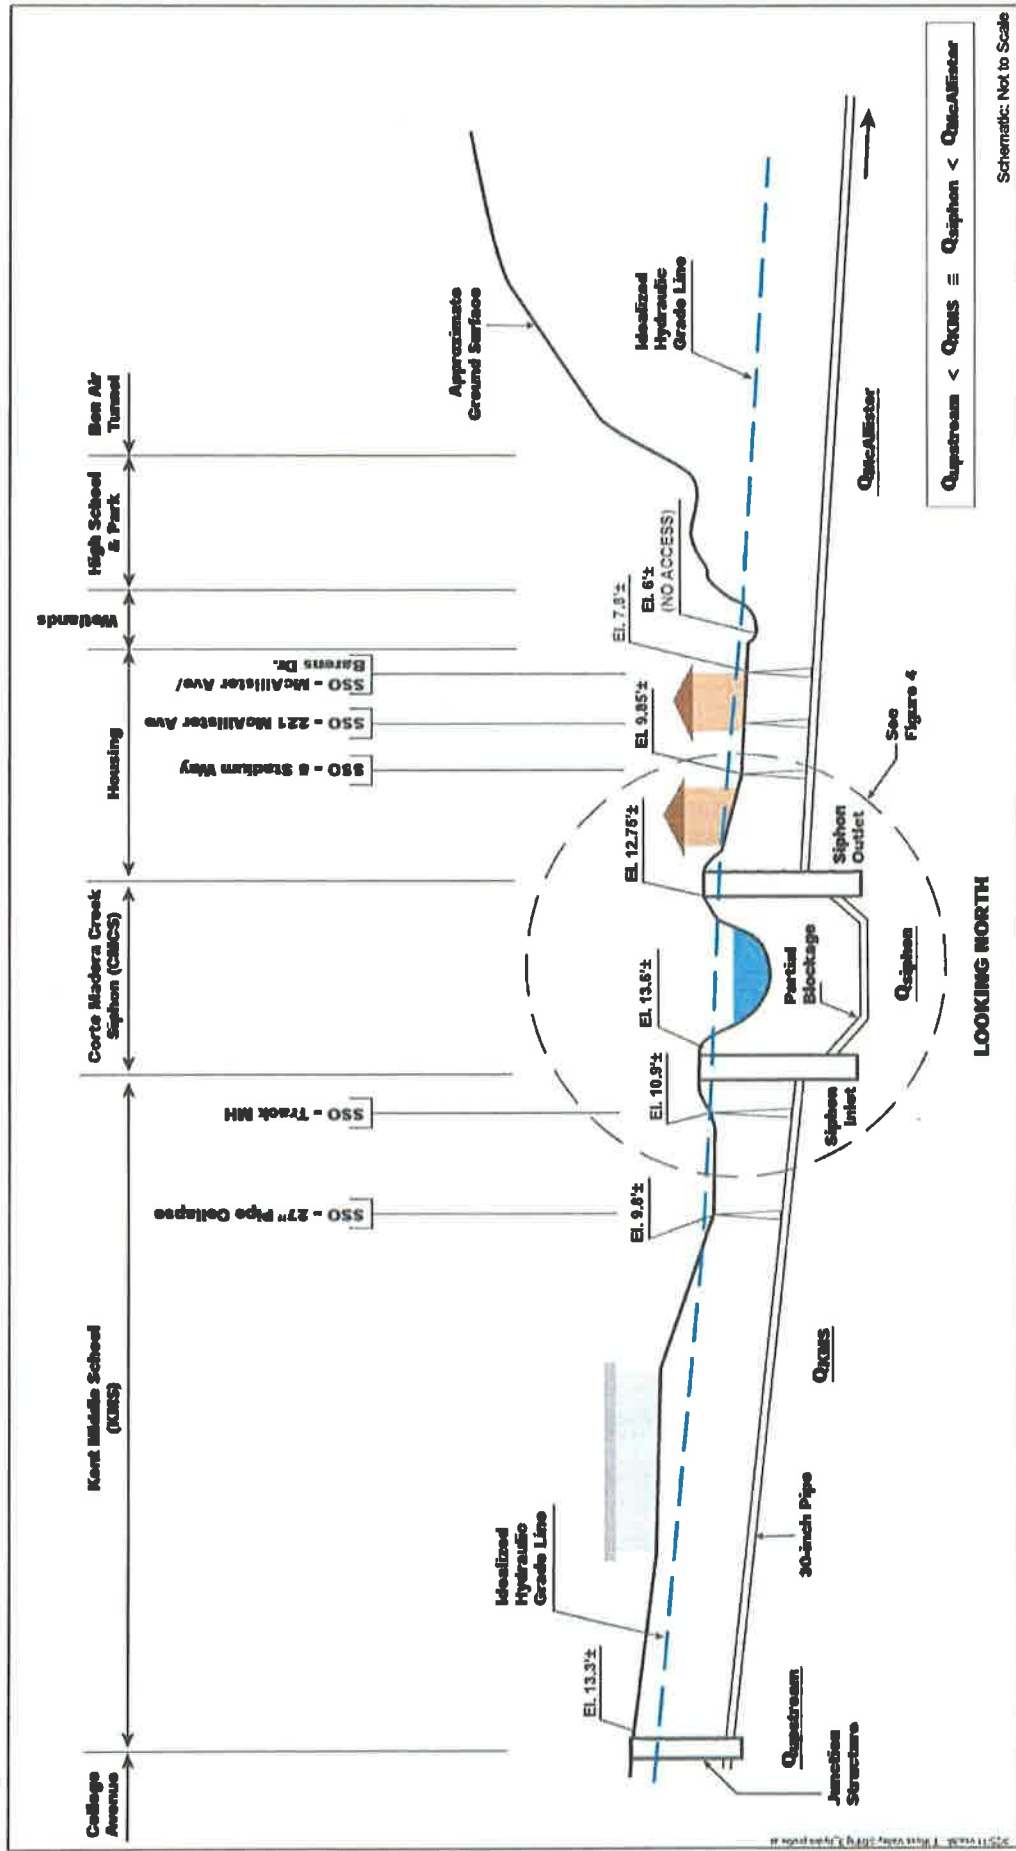 College
Avenue
Kent Middle School
(KMS)
Corte Madera Creek
Siphon (CMCS)
Housing
Wetlands
High School
& Park
Bon Air
Tunnel
SSO - 27" Pipe Collapse
SSO - Track MH
SSO - 8 Stadium Way
SSO - 221 McAllister Ave
SSO - McAllister Ave/
Barens Dr.
Approximate
Ground Surface
Idealized
Hydraulic
Grade Line
El. 13.3'±
El. 9.8'±
El. 10.9'±
El. 13.6'±
El. 12.75'±
El. 9.85'±
El. 7.8'±
El. 6'±
(NO ACCESS)
Idealized
Hydraulic
Grade Line
Junction
Structure
Qupstream
30-inch Pipe
QKMS
Siphon
Inlet
Partial
Blockage
Qsiphon
Siphon
Outlet
See
Figure 4
QMcAllister
LOOKING NORTH
Qupstream < QKMS ≅ Qsiphon < QMcAllister
Schematic: Not to Scale